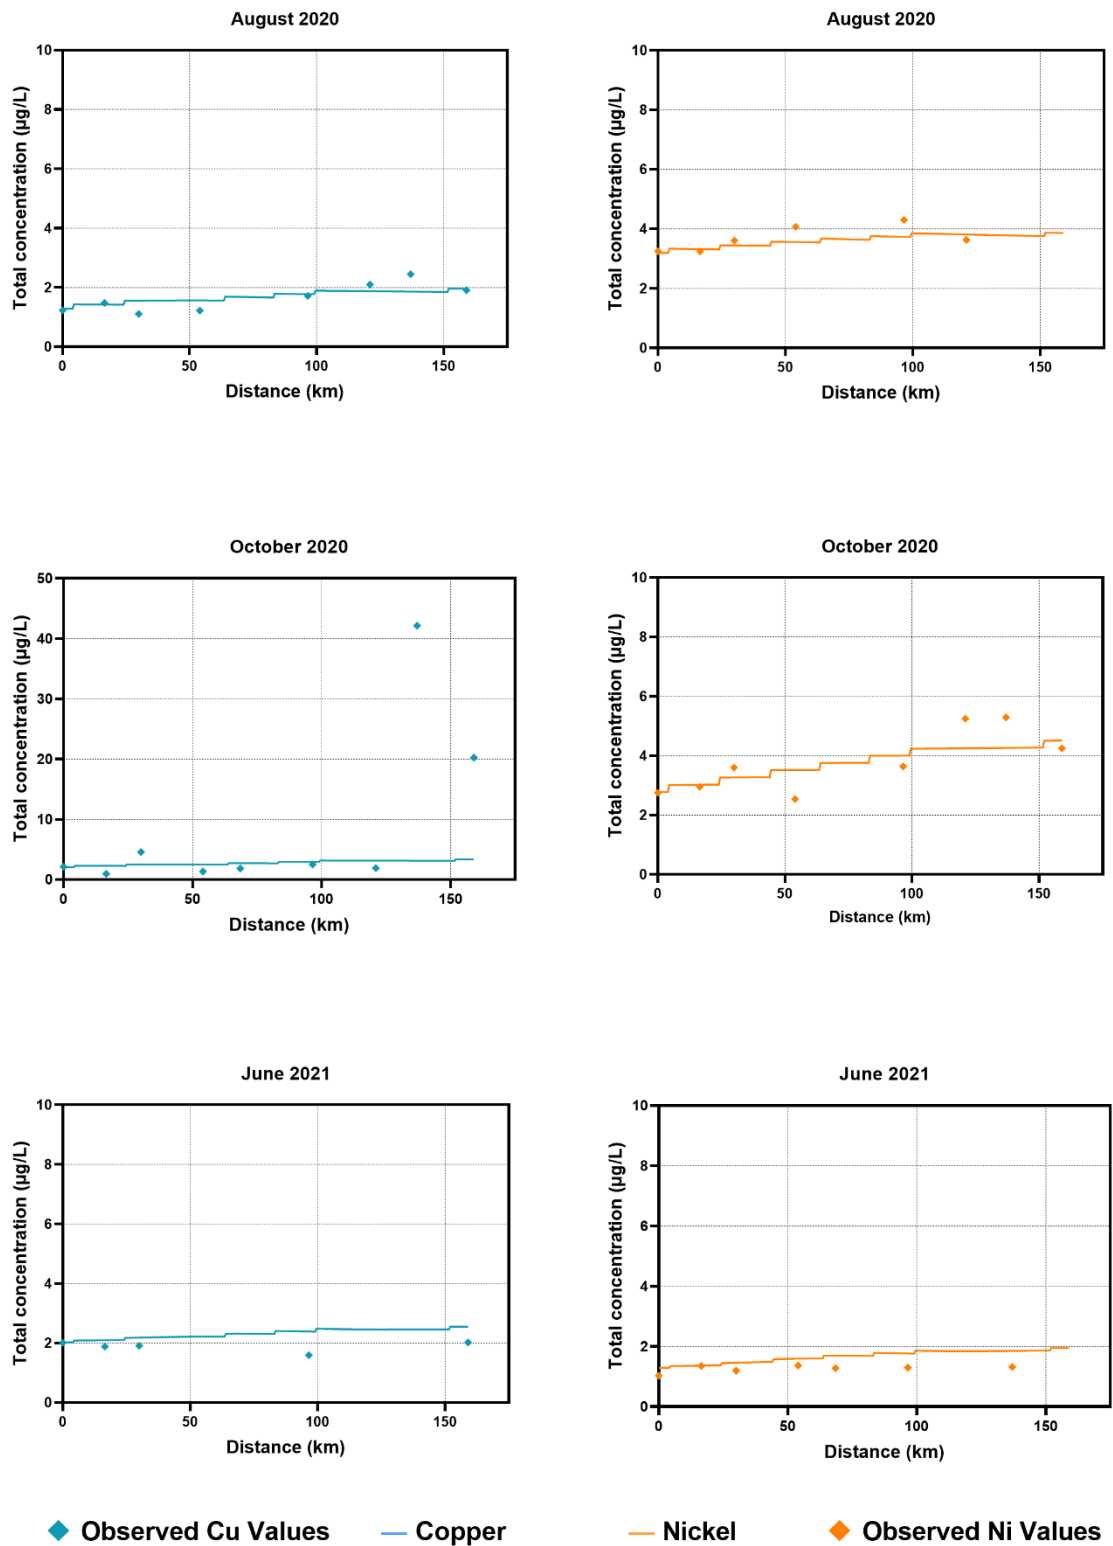 August 2020
Total concentration (µg/L)
10
8
6
4
2
0
0 50 100 150
Distance (km)
August 2020
Total concentration (µg/L)
10
8
6
4
2
0
0 50 100 150
Distance (km)
October 2020
Total concentration (µg/L)
50
40
30
20
10
0
0 50 100 150
Distance (km)
October 2020
Total concentration (µg/L)
10
8
6
4
2
0
0 50 100 150
Distance (km)
June 2021
Total concentration (µg/L)
10
8
6
4
2
0
0 50 100 150
Distance (km)
June 2021
Total concentration (µg/L)
10
8
6
4
2
0
0 50 100 150
Distance (km)
Observed Cu Values Copper Nickel Observed Ni Values